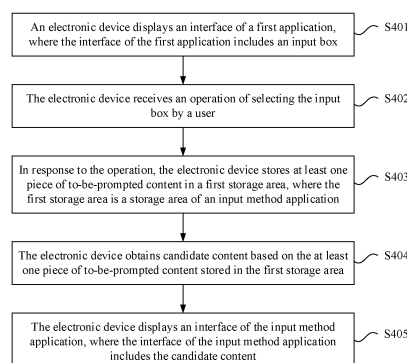 An electronic device displays an interface of a first application,
where the interface of the first application includes an input box
S401
The electronic device receives an operation of selecting the input
box by a user
S402
In response to the operation, the electronic device stores at least one
piece of to-be-prompted content in a first storage area, where the
first storage area is a storage area of an input method application
S403
The electronic device obtains candidate content based on the at least
one piece of to-be-prompted content stored in the first storage area
S404
The electronic device displays an interface of the input method
application, where the interface of the input method application
includes the candidate content
S405